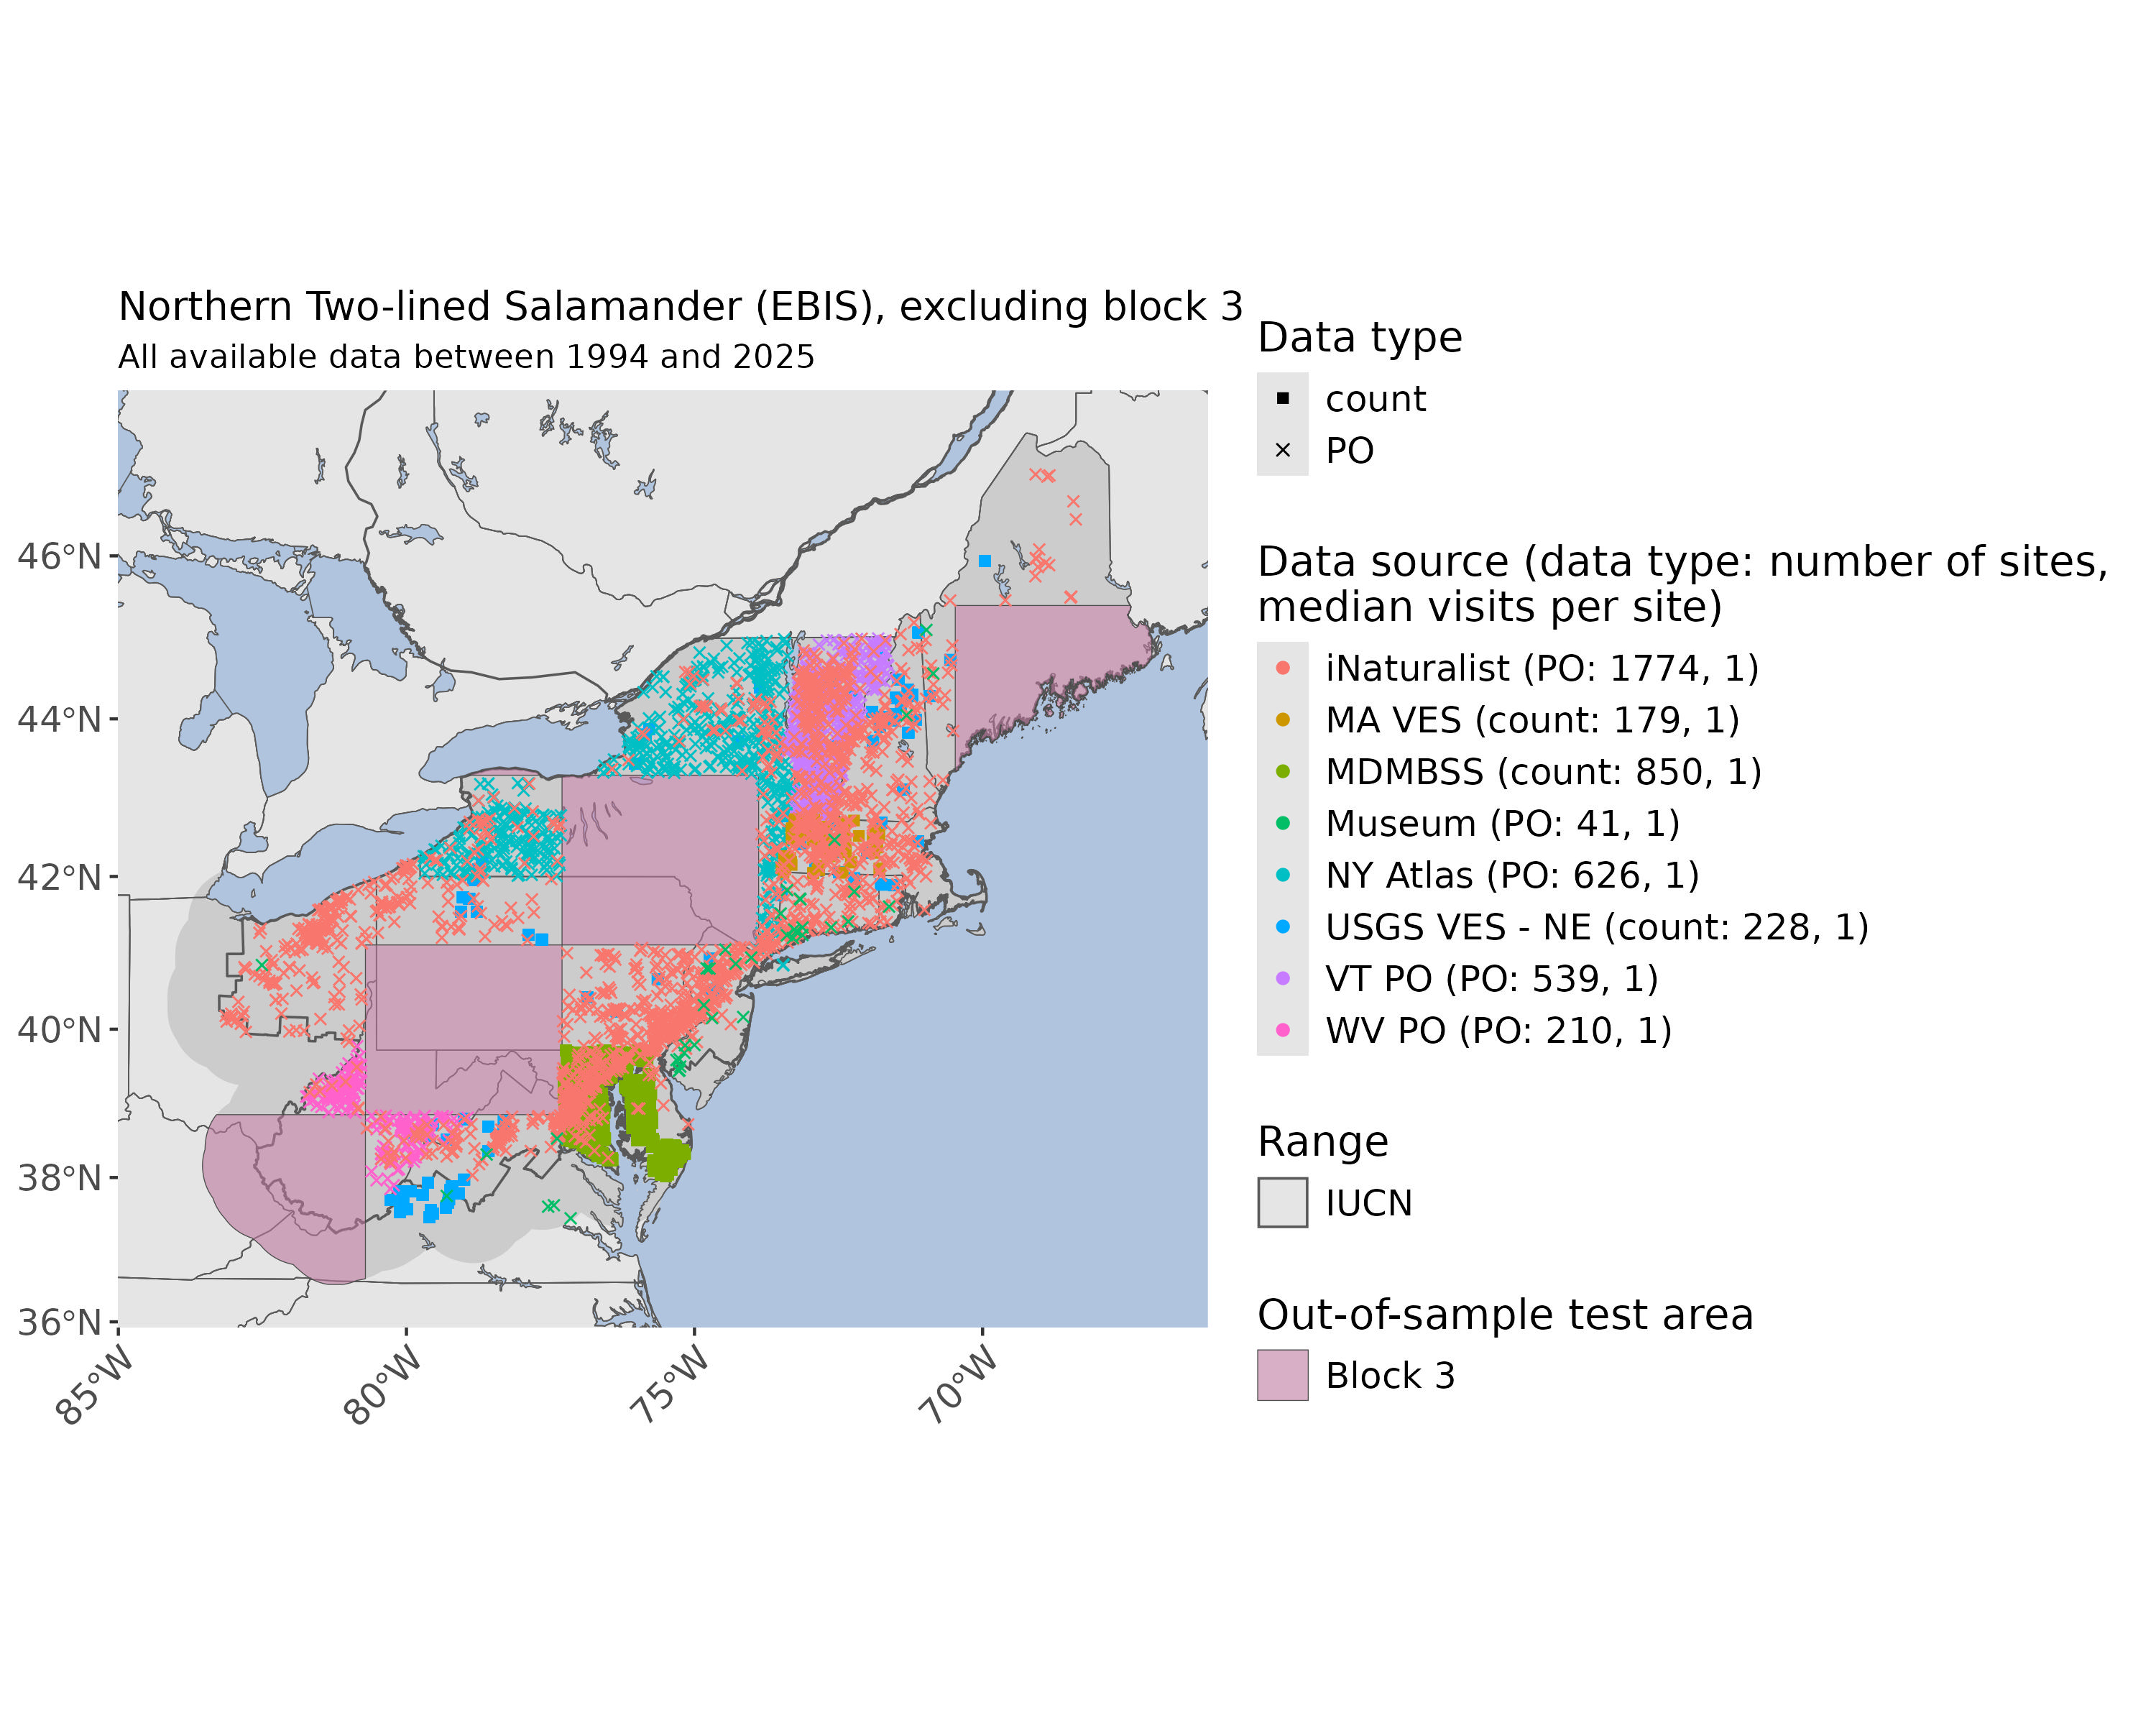 Northern Two-lined Salamander (EBIS), excluding block 3
All available data between 1994 and 2025
46°N
44°N
42°N
40°N
38°N
36°N
85°W
80°W
75°W
70°W
Data type
count
PO
Data source (data type: number of sites,
median visits per site)
iNaturalist (PO: 1774, 1)
MA VES (count: 179, 1)
MDMBSS (count: 850, 1)
Museum (PO: 41, 1)
NY Atlas (PO: 626, 1)
USGS VES - NE (count: 228, 1)
VT PO (PO: 539, 1)
WV PO (PO: 210, 1)
Range
IUCN
Out-of-sample test area
Block 3